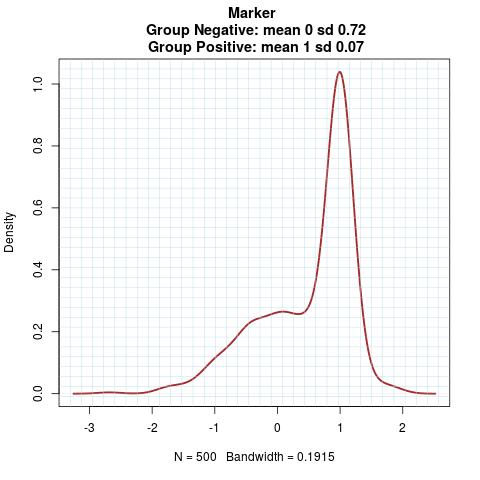 Marker
Group Negative: mean 0 sd 0.72
Group Positive: mean 1 sd 0.07
1.0
0.8
0.6
0.4
0.2
0.0
Density
-3 -2 -1 0 1 2
N = 500 Bandwidth = 0.1915